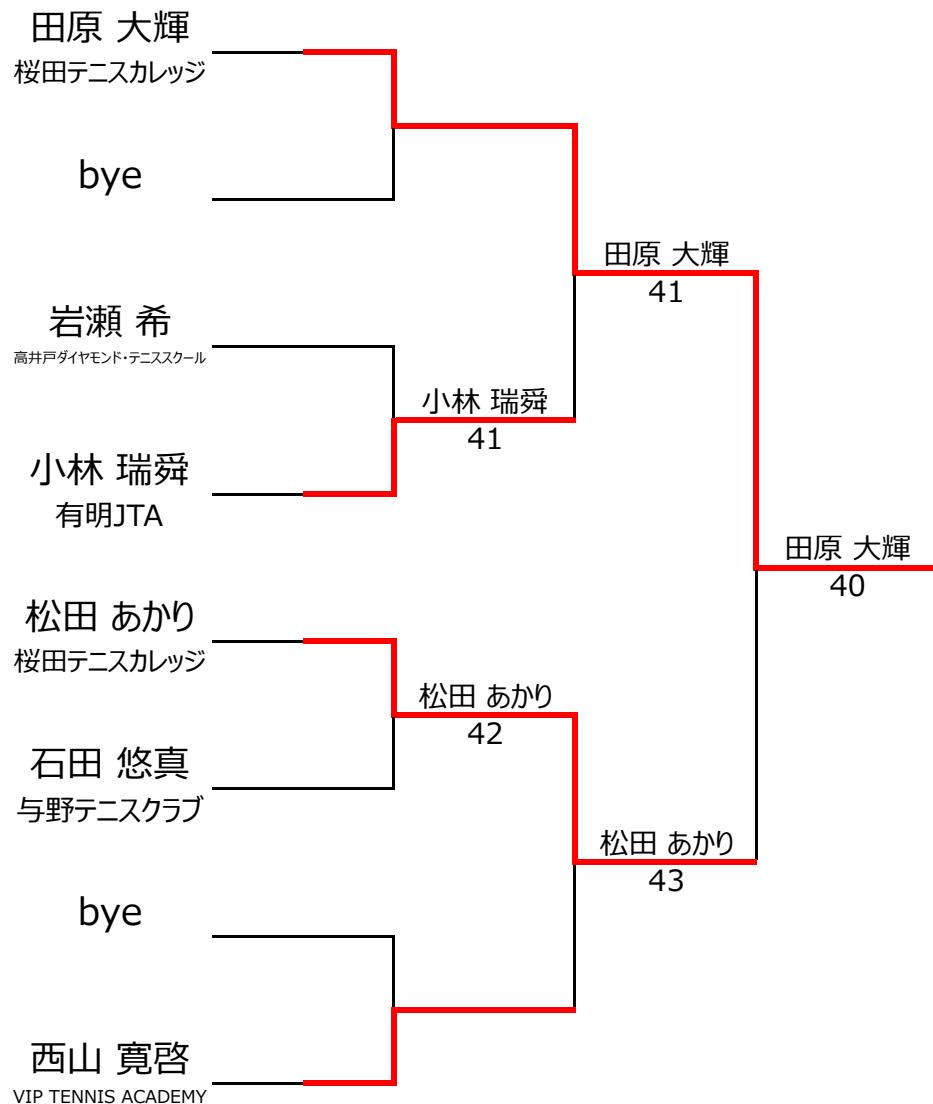 田原 大輝
桜田テニスカレッジ
bye
岩瀬 希
高井戸ダイヤモンド・テニススクール
小林 瑞舜
有明JTA
松田 あかり
桜田テニスカレッジ
石田 悠真
与野テニスクラブ
bye
西山 寛啓
VIP TENNIS ACADEMY
小林 瑞舜
41
松田 あかり
42
田原 大輝
41
松田 あかり
43
田原 大輝
40